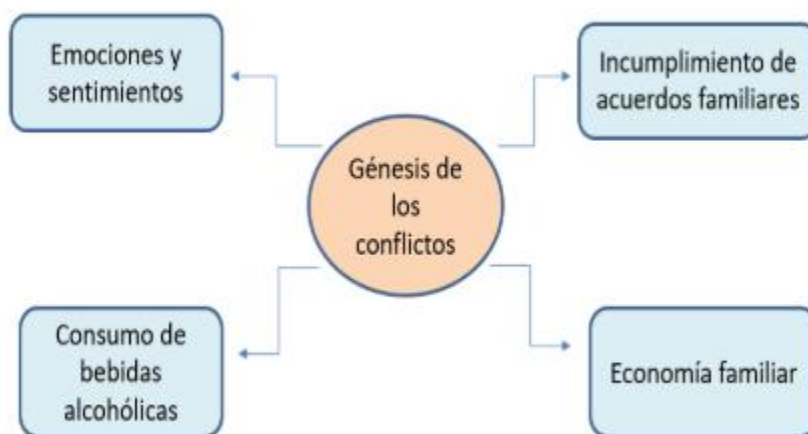 Emociones y
sentimientos
Incumplimiento de
acuerdos familiares
Génesis de
los
conflictos
Consumo de
bebidas
alcohólicas
Economía familiar